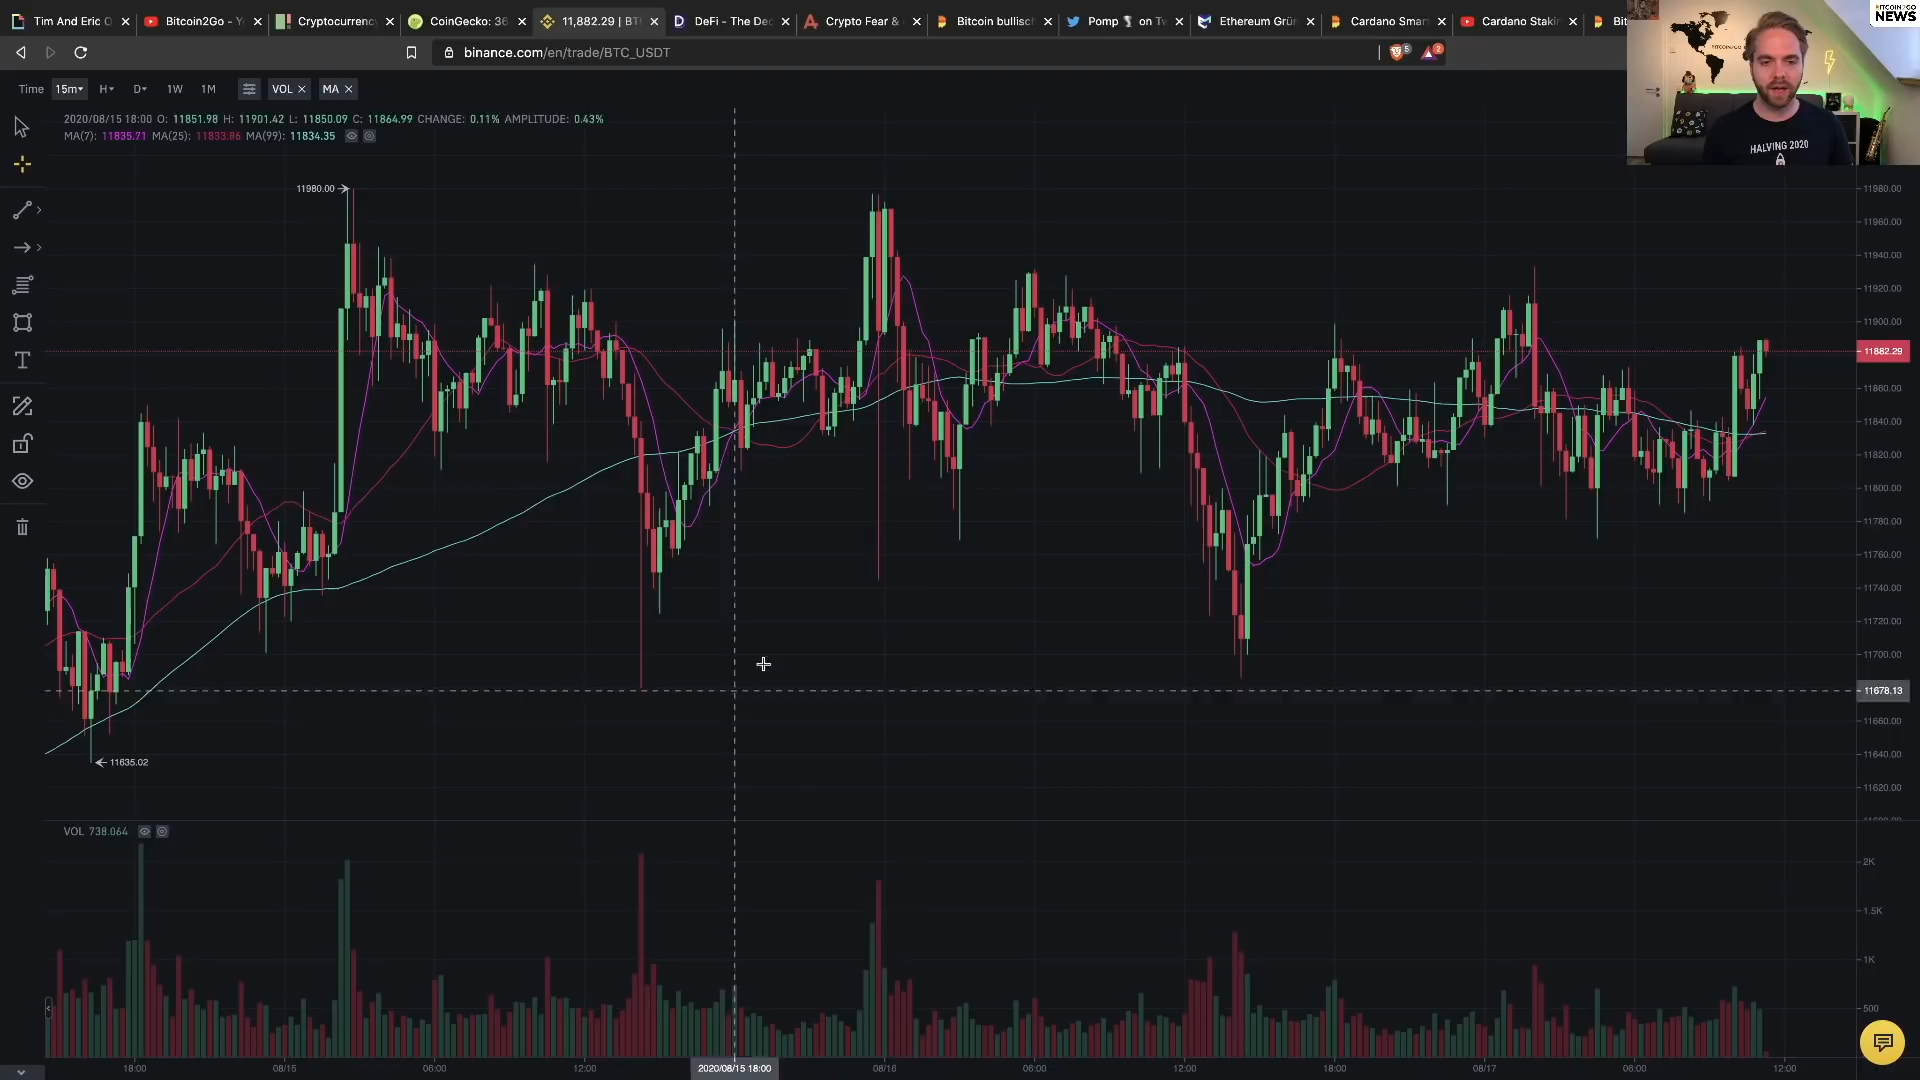 Tim And Eric O
Bitcoin2Go - Y
Cryptocurrency
CoinGecko: 36
11,882.29 | BT
DeFi - The Dec
Crypto Fear &
Bitcoin bullisch
Pomp on Tw
Ethereum Grün
Cardano Smar
Cardano Stakin
Bi
BITCOIN2GO
NEWS
binance.com/en/trade/BTC_USDT
5
2
BITCOIN2GO
HALVING 2020
Time 15m H D 1W 1M VOL MA
2020/08/15 18:00 O: 11851.98 H: 11901.42 L: 11850.09 C: 11864.99 CHANGE: 0.11% AMPLITUDE: 0.43%
MA(7): 11835.71 MA(25): 11833.86 MA(99): 11834.35
T
11980.00
11635.02
11980.00
11960.00
11940.00
11920.00
11900.00
11882.29
11860.00
11840.00
11820.00
11800.00
11780.00
11760.00
11740.00
11720.00
11700.00
11678.13
11660.00
11640.00
11620.00
VOL 738.064
2K
1.5K
1K
500
18:00 08/15 06:00 12:00 2020/08/15 18:00 08/16 06:00 12:00 18:00 08/17 06:00 12:00